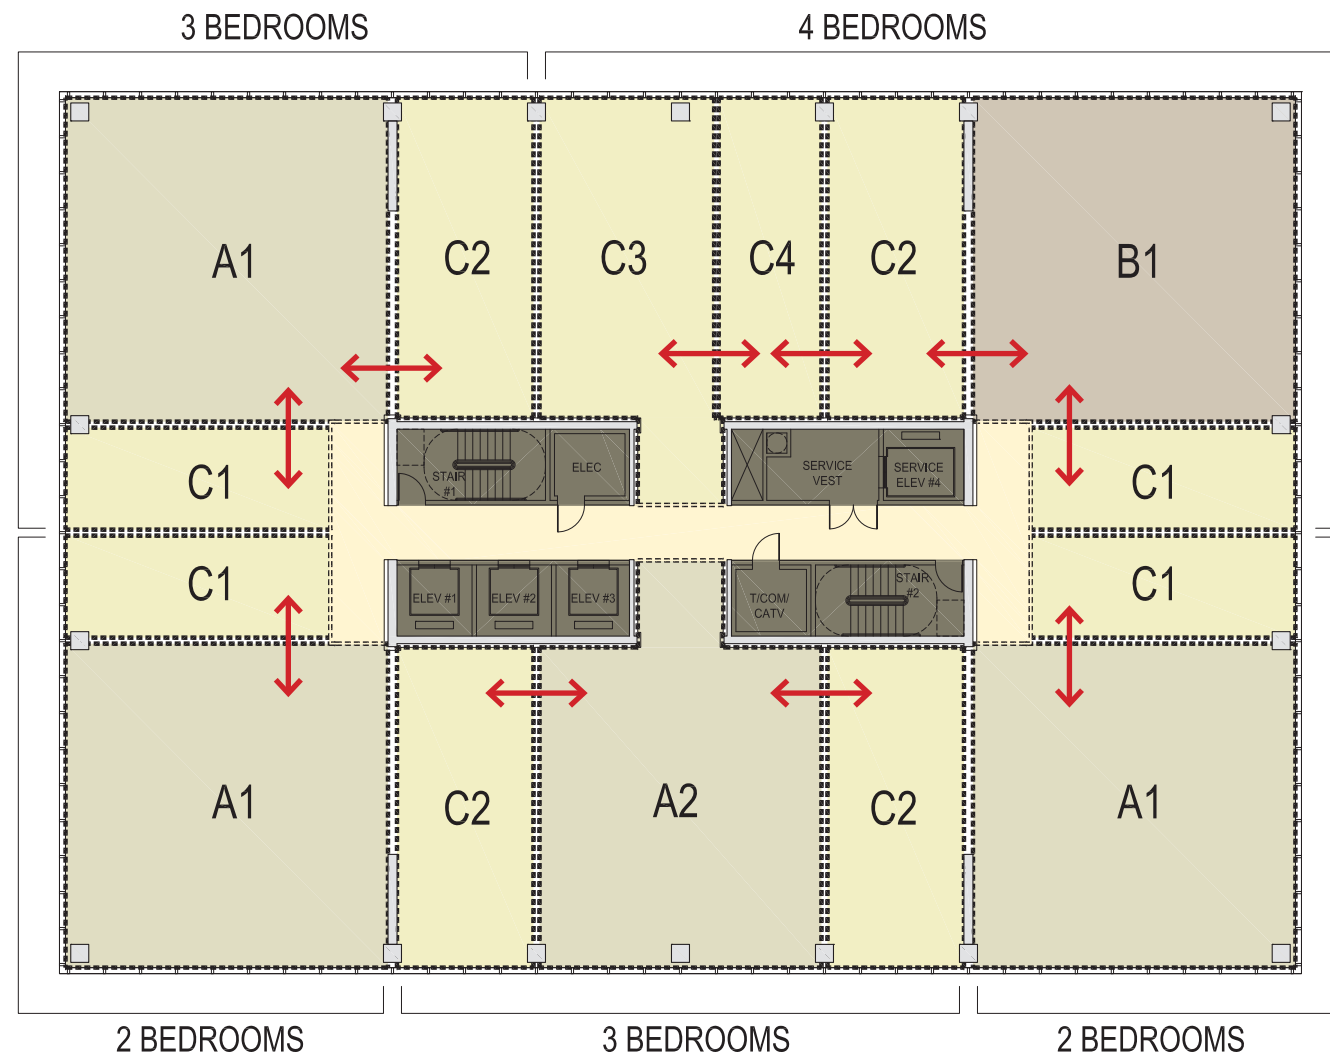 3 BEDROOMS
4 BEDROOMS
A1
C2
C3
C4
C2
B1
C1
STAIR
#1
ELEC
SERVICE
VEST
SERVICE
ELEV #4
C1
C1
ELEV #1
ELEV #2
ELEV #3
T/COM/
CATV
STAIR
#2
C1
A1
C2
A2
C2
A1
2 BEDROOMS
3 BEDROOMS
2 BEDROOMS